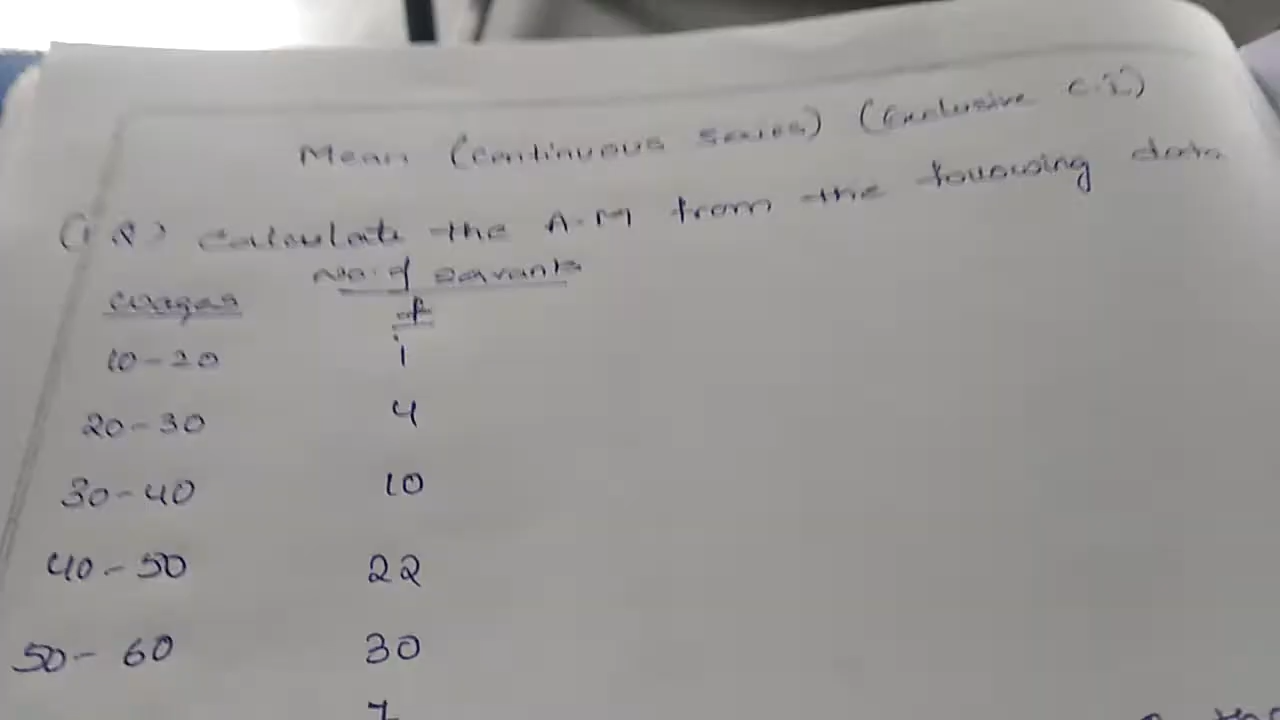 Mean (Continuous Series) (Exclusive C.I)
(1 Q) Calculate the A.M from the following data
Wages No. of Servants
f
10-20 1
20-30 4
30-40 10
40-50 22
50-60 30